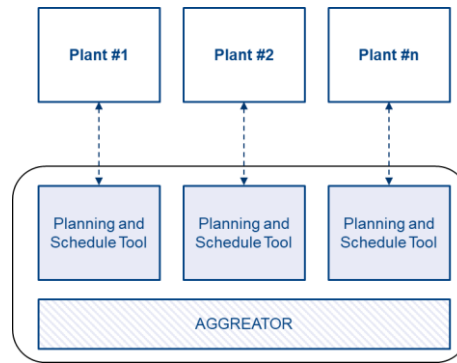 Plant #1
Plant #2
Plant #n
Planning and
Schedule Tool
Planning and
Schedule Tool
Planning and
Schedule Tool
AGGREATOR